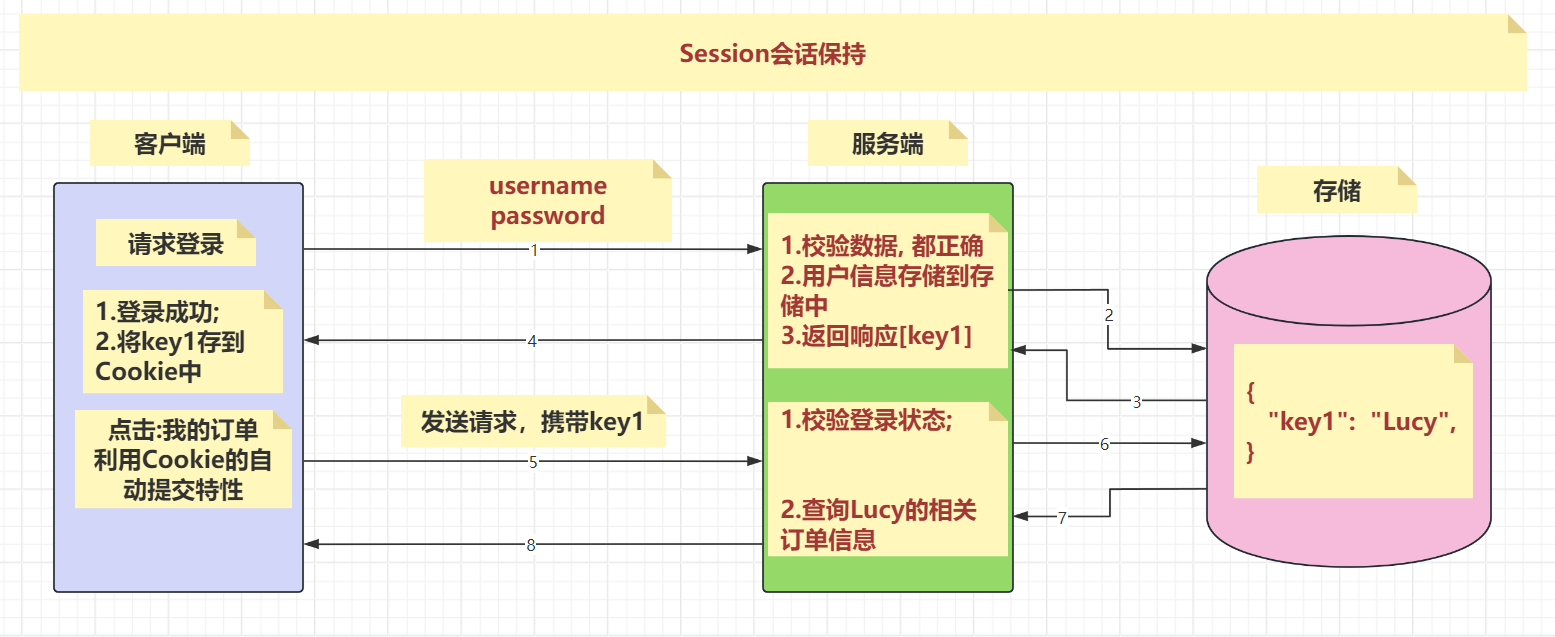 Session会话保持
客户端
服务端
存储
username
password
请求登录
1
1.校验数据, 都正确
2.用户信息存储到存
储中
3.返回响应[key1]
2
1.登录成功;
2.将key1存到
Cookie中
4
3
{
"key1": "Lucy",
}
点击:我的订单
利用Cookie的自
动提交特性
发送请求，携带key1
5
1.校验登录状态;
2.查询Lucy的相关
订单信息
6
7
8